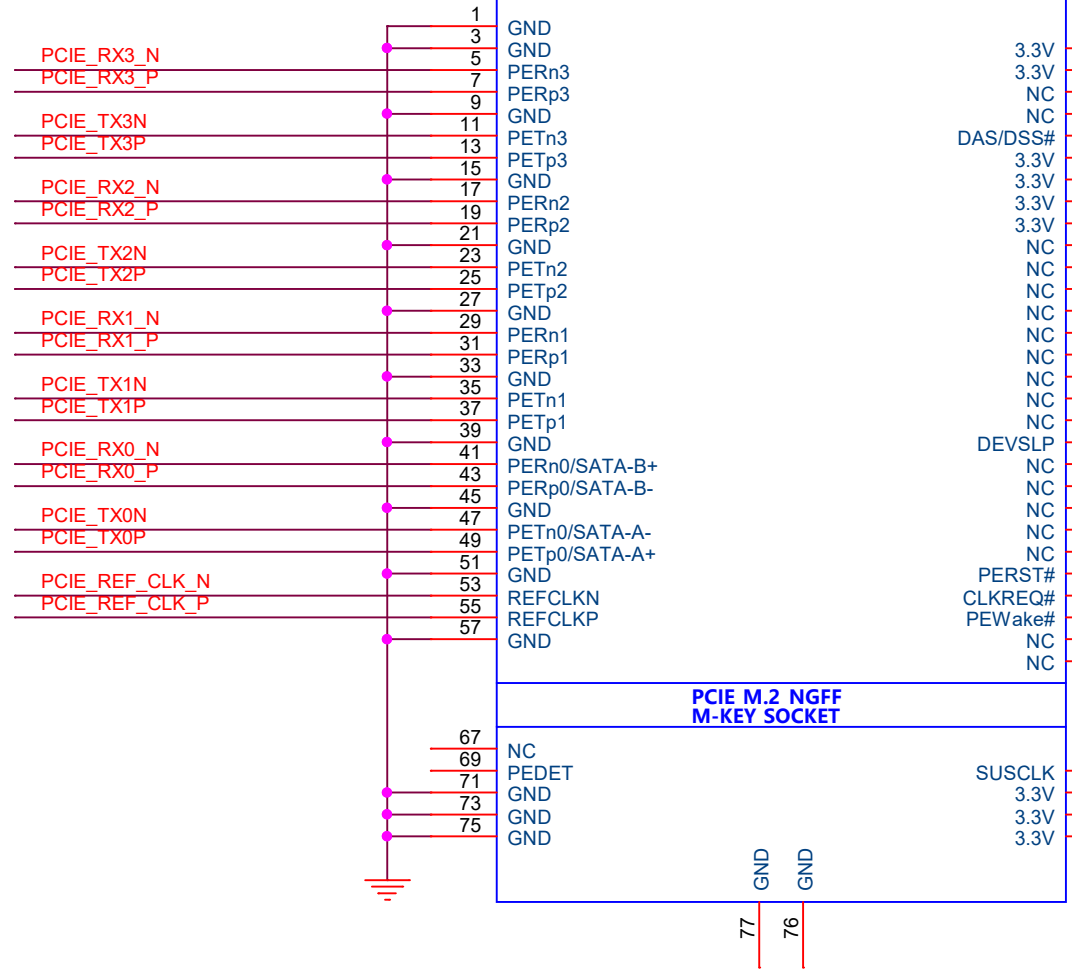 1 GND
3 GND 3.3V
PCIE_RX3_N 5 PERn3 3.3V
PCIE_RX3_P 7 PERp3 NC
9 GND NC
PCIE_TX3N 11 PETn3 DAS/DSS#
PCIE_TX3P 13 PETp3 3.3V
15 GND 3.3V
PCIE_RX2_N 17 PERn2 3.3V
PCIE_RX2_P 19 PERp2 3.3V
21 GND NC
PCIE_TX2N 23 PETn2 NC
PCIE_TX2P 25 PETp2 NC
27 GND NC
PCIE_RX1_N 29 PERn1 NC
PCIE_RX1_P 31 PERp1 NC
33 GND NC
PCIE_TX1N 35 PETn1 NC
PCIE_TX1P 37 PETp1 NC
39 GND DEVSLP
PCIE_RX0_N 41 PERn0/SATA-B+ NC
PCIE_RX0_P 43 PERp0/SATA-B- NC
45 GND NC
PCIE_TX0N 47 PETn0/SATA-A- NC
PCIE_TX0P 49 PETp0/SATA-A+ NC
51 GND PERST#
PCIE_REF_CLK_N 53 REFCLKN CLKREQ#
PCIE_REF_CLK_P 55 REFCLKP PEWake#
57 GND NC
NC
PCIE M.2 NGFF
M-KEY SOCKET
67 NC
69 PEDET SUSCLK
71 GND 3.3V
73 GND 3.3V
75 GND 3.3V
GND GND
77 76